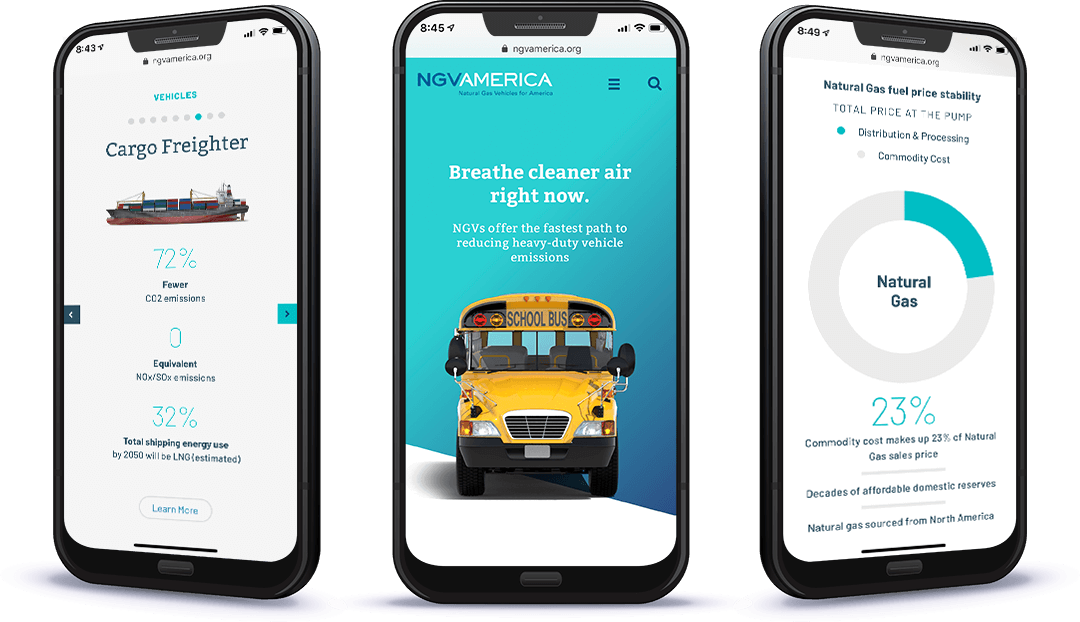 8:43
ngvamerica.org
VEHICLES
Cargo Freighter
72%
Fewer
CO2 emissions
0
Equivalent
NOx/SOx emissions
32%
Total shipping energy use
by 2050 will be LNG (estimated)
Learn More
8:45
ngvamerica.org
NGVAMERICA
Natural Gas Vehicles for America
Breathe cleaner air
right now.
NGVs offer the fastest path to
reducing heavy-duty vehicle
emissions
SCHOOL BUS
8:49
ngvamerica.org
Natural Gas fuel price stability
TOTAL PRICE AT THE PUMP
Distribution & Processing
Commodity Cost
Natural
Gas
23%
Commodity cost makes up 23% of Natural
Gas sales price
Decades of affordable domestic reserves
Natural gas sourced from North America